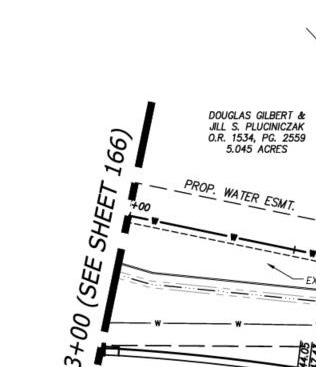 DOUGLAS GILBERT &
JILL S. PLUCINICZAK
O.R. 1534, PG. 2559
5.045 ACRES
3+00 (SEE SHEET 166)
PROP. WATER ESMT.
+00
W
W
W
EX
W
W
44.05